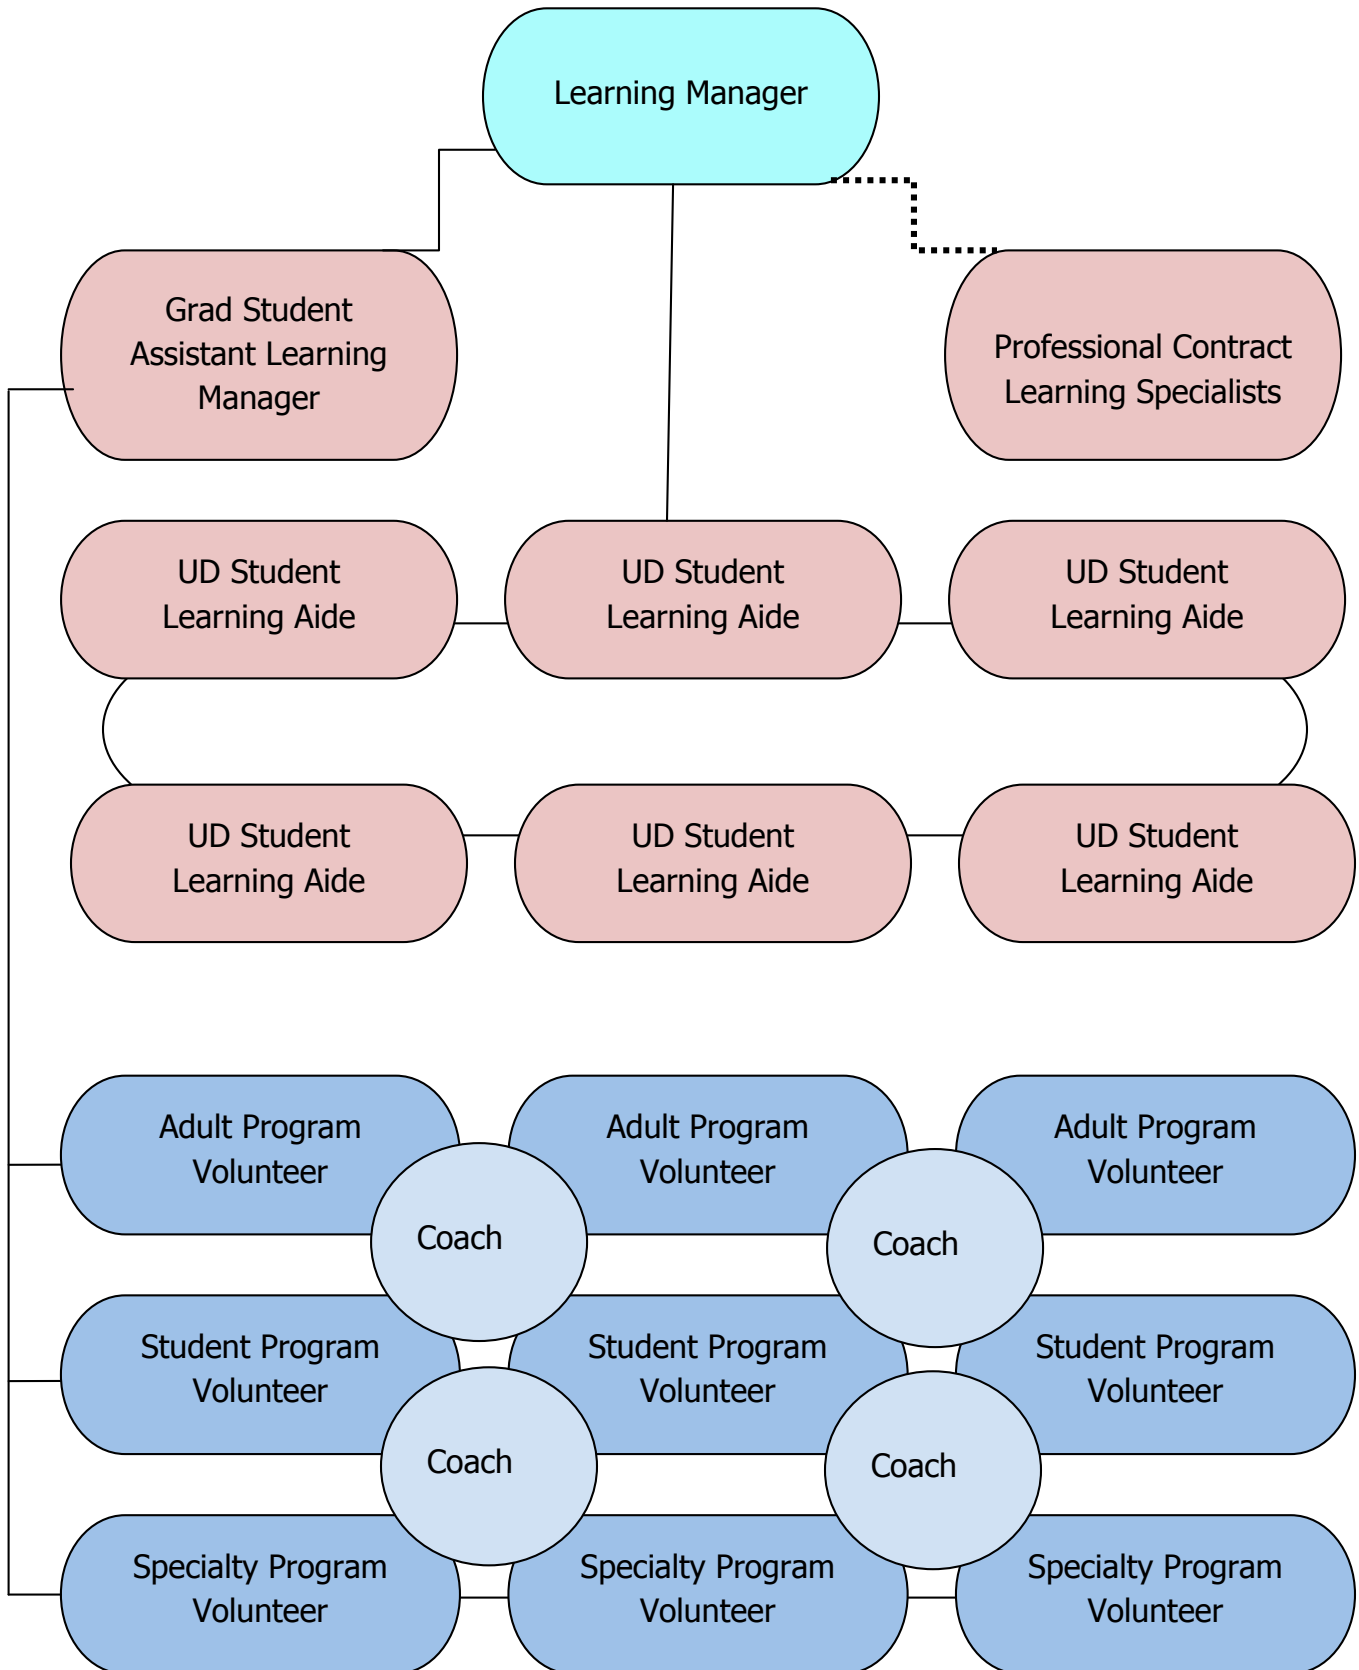 Learning Manager
Grad Student
Assistant Learning
Manager
Professional Contract
Learning Specialists
UD Student
Learning Aide
UD Student
Learning Aide
UD Student
Learning Aide
UD Student
Learning Aide
UD Student
Learning Aide
UD Student
Learning Aide
Adult Program
Volunteer
Adult Program
Volunteer
Adult Program
Volunteer
Coach
Coach
Student Program
Volunteer
Student Program
Volunteer
Student Program
Volunteer
Coach
Coach
Specialty Program
Volunteer
Specialty Program
Volunteer
Specialty Program
Volunteer